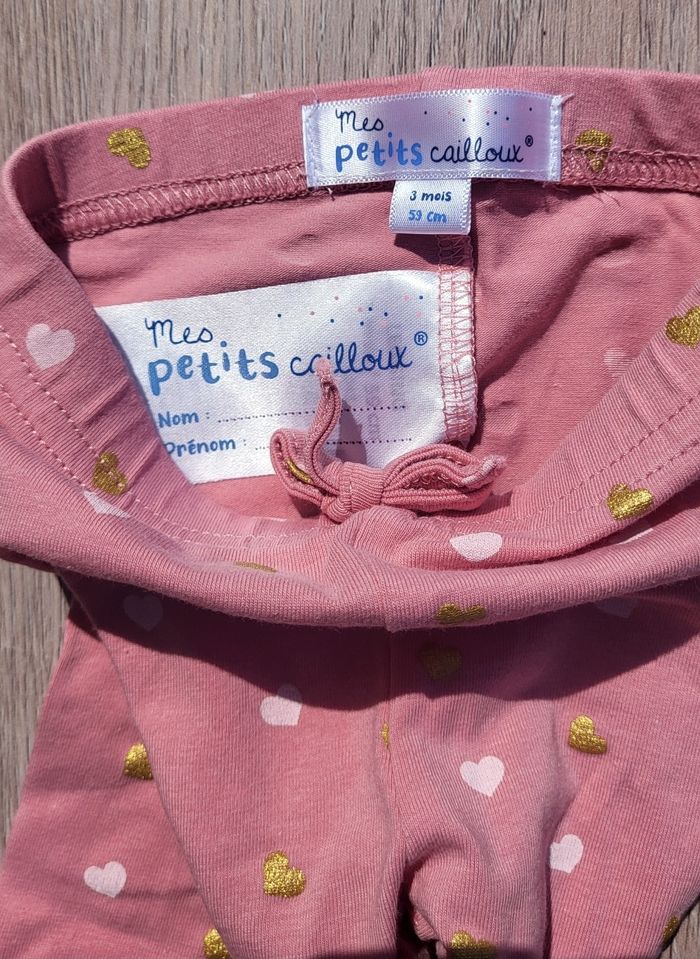 Mes
petits cailloux®
3 mois
59 cm
Mes
petits cailloux®
Nom :
Prénom :